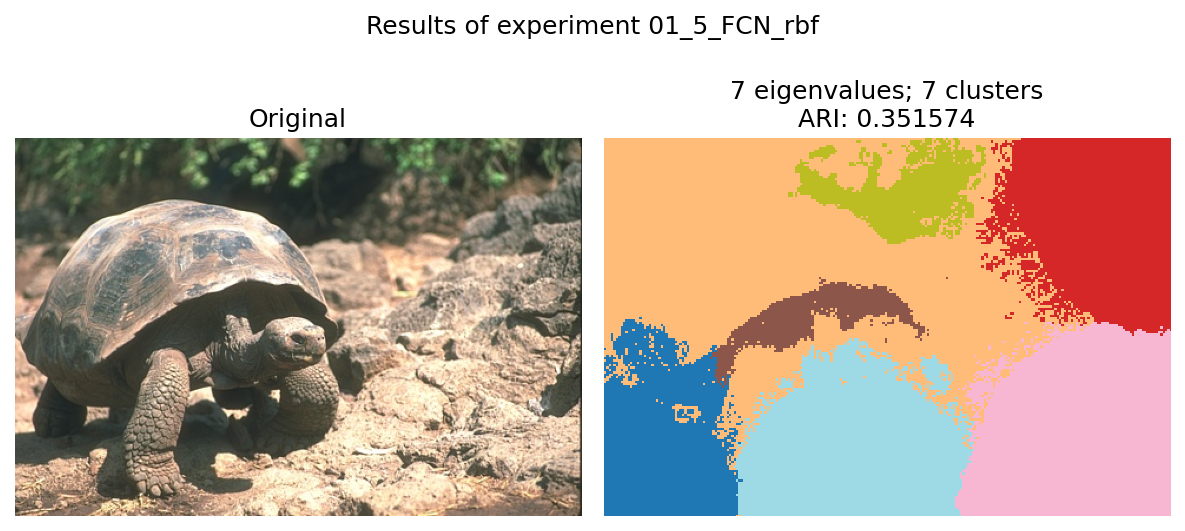 Results of experiment 01_5_FCN_rbf
Original
7 eigenvalues; 7 clusters
ARI: 0.351574